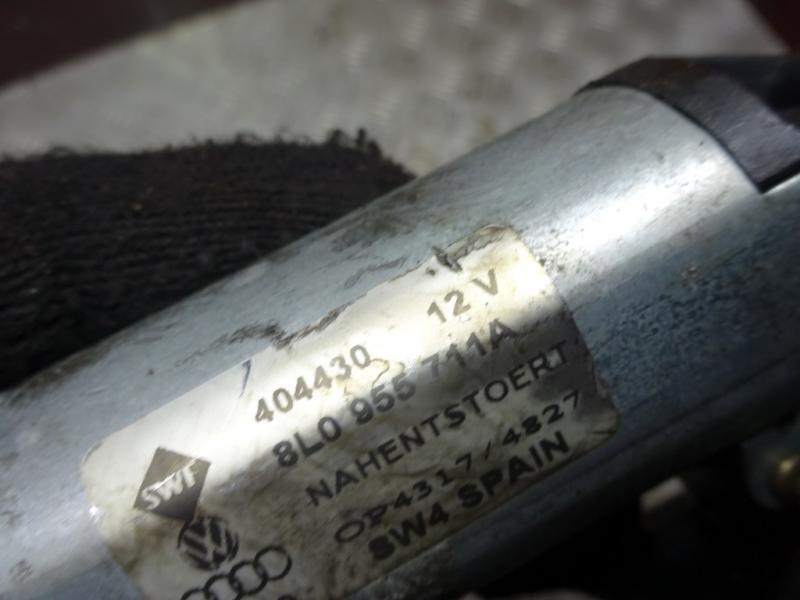 404430 12 V
8L0 955 711A
NAHENTSTOERT
OP4317/4827
SW4 SPAIN
SWF